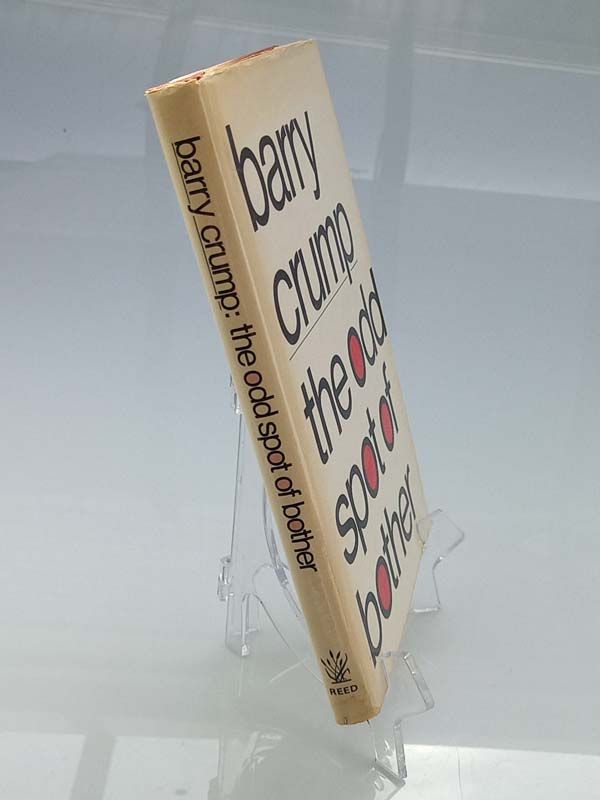 barry crump: the odd spot of bother
REED
barry
crump
the odd
spot of
bother